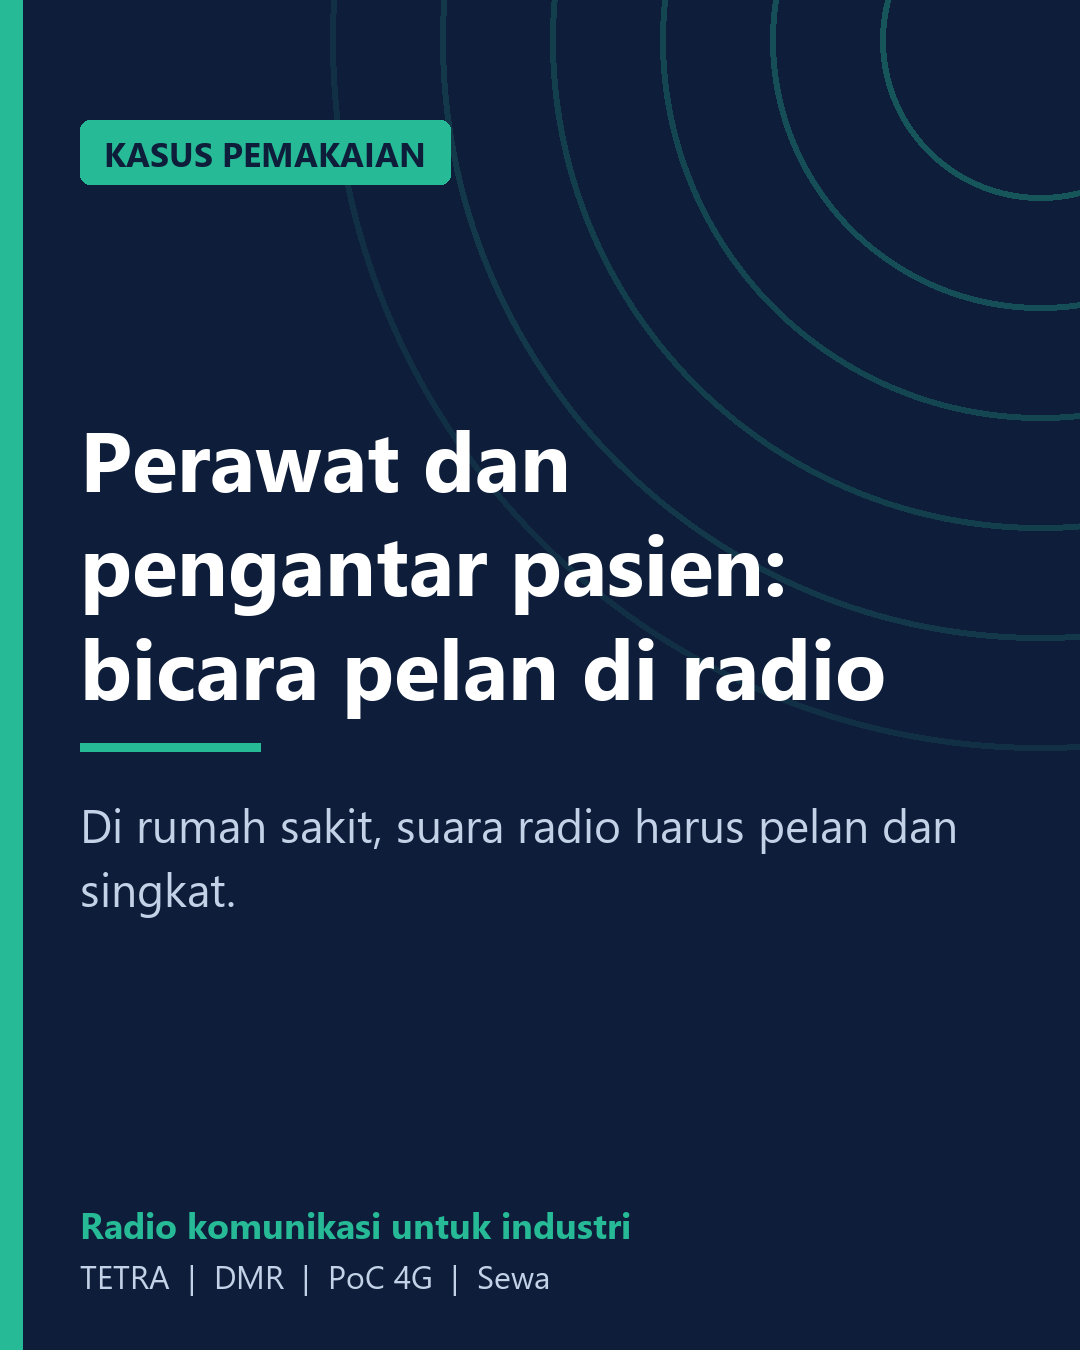 KASUS PEMAKAIAN
Perawat dan
pengantar pasien:
bicara pelan di radio
Di rumah sakit, suara radio harus pelan dan
singkat.
Radio komunikasi untuk industri
TETRA | DMR | PoC 4G | Sewa